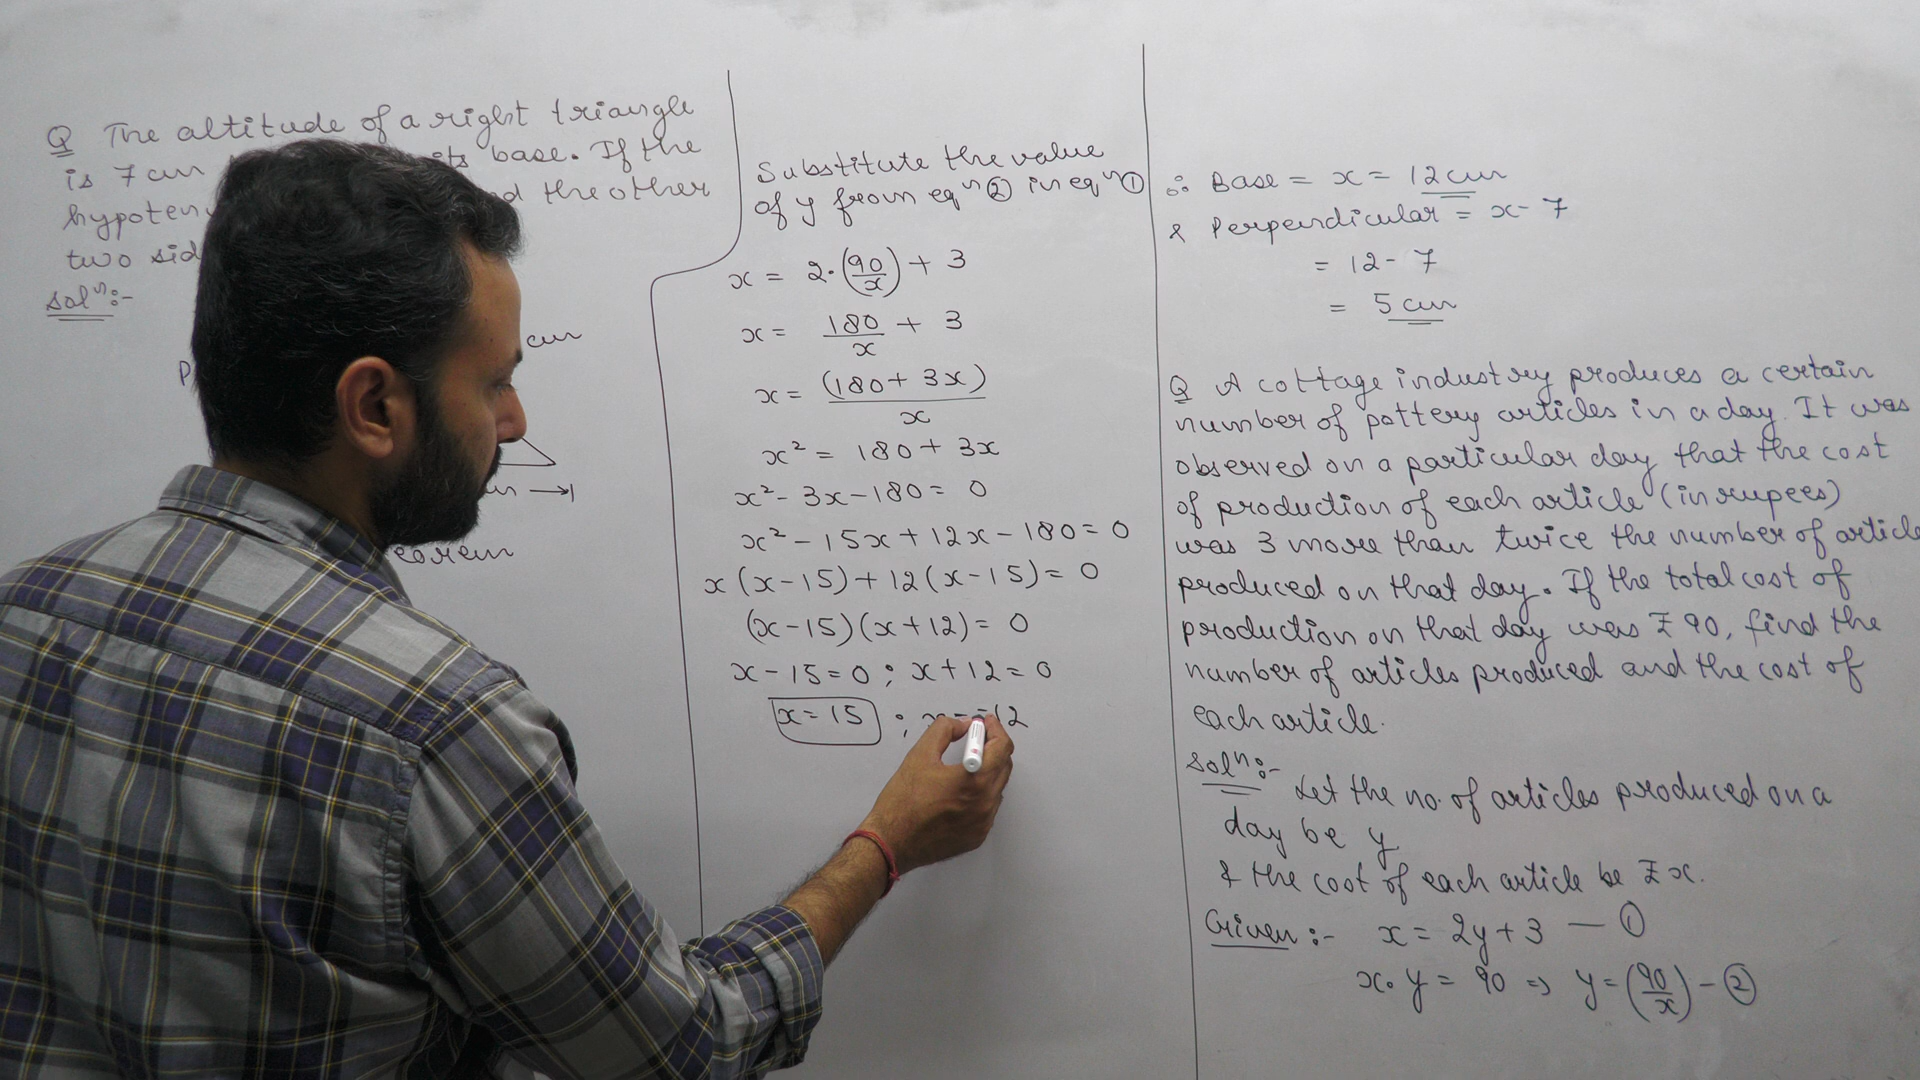 Q The altitude of a right triangle
is 7 cm its base. If the
the other
two
Solⁿ:-
cm
Substitute the value
of y from eqⁿ ② in eqⁿ ①
x = 2·(90/x) + 3
x = 180/x + 3
x = (180 + 3x)/x
x² = 180 + 3x
x² - 3x - 180 = 0
x² - 15x + 12x - 180 = 0
x(x-15) + 12(x-15) = 0
(x-15)(x+12) = 0
x-15=0 ; x+12=0
x=15 ; 12
∴ Base = x = 12 cm
& Perpendicular = x-7
= 12-7
= 5 cm
Q A cottage industry produces a certain
number of pottery articles in a day. It was
observed on a particular day that the cost
of production of each article (in rupees)
was 3 more than twice the number of article
produced on that day. If the total cost of
production on that day was ₹90, find the
number of articles produced and the cost of
each article.
Solⁿ:- Let the no. of articles produced on a
day be y
& the cost of each article be ₹x.
Given :- x = 2y+3 — ①
x.y = 90 ⇒ y = (90/x) - ②